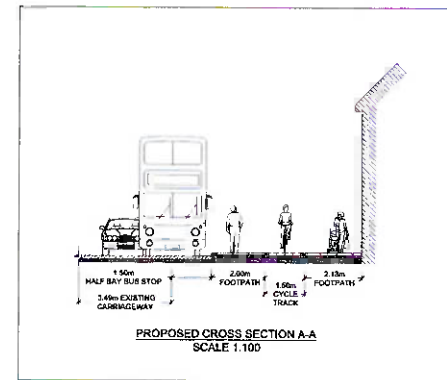 1.50m
HALF BAY BUS STOP
2.00m
FOOTPATH
1.50m
CYCLE
TRACK
2.13m
FOOTPATH
3.49m EXISTING
CARRIAGEWAY
PROPOSED CROSS SECTION A-A
SCALE 1:100